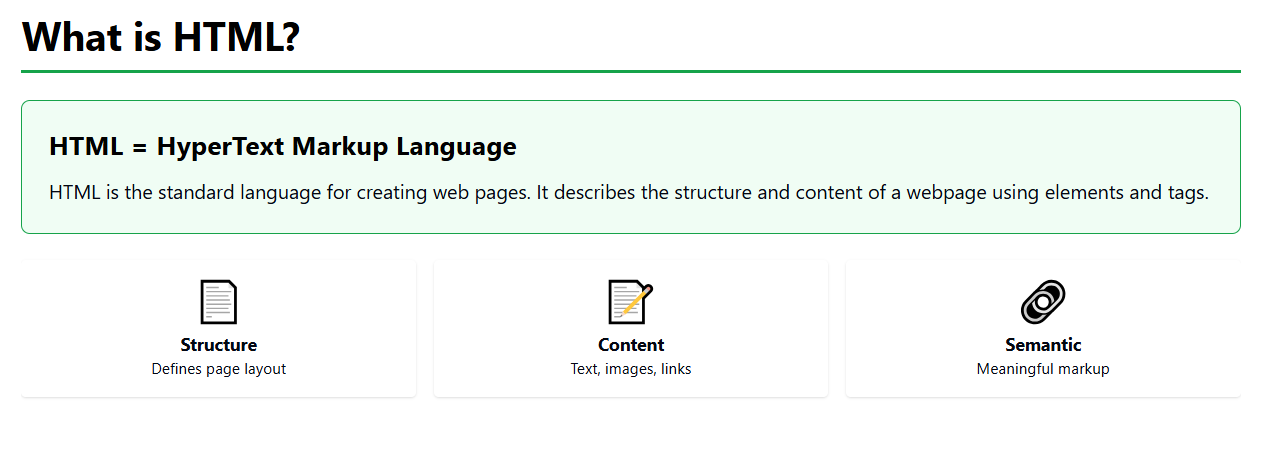 What is HTML?
HTML = HyperText Markup Language
HTML is the standard language for creating web pages. It describes the structure and content of a webpage using elements and tags.
Structure
Defines page layout
Content
Text, images, links
Semantic
Meaningful markup